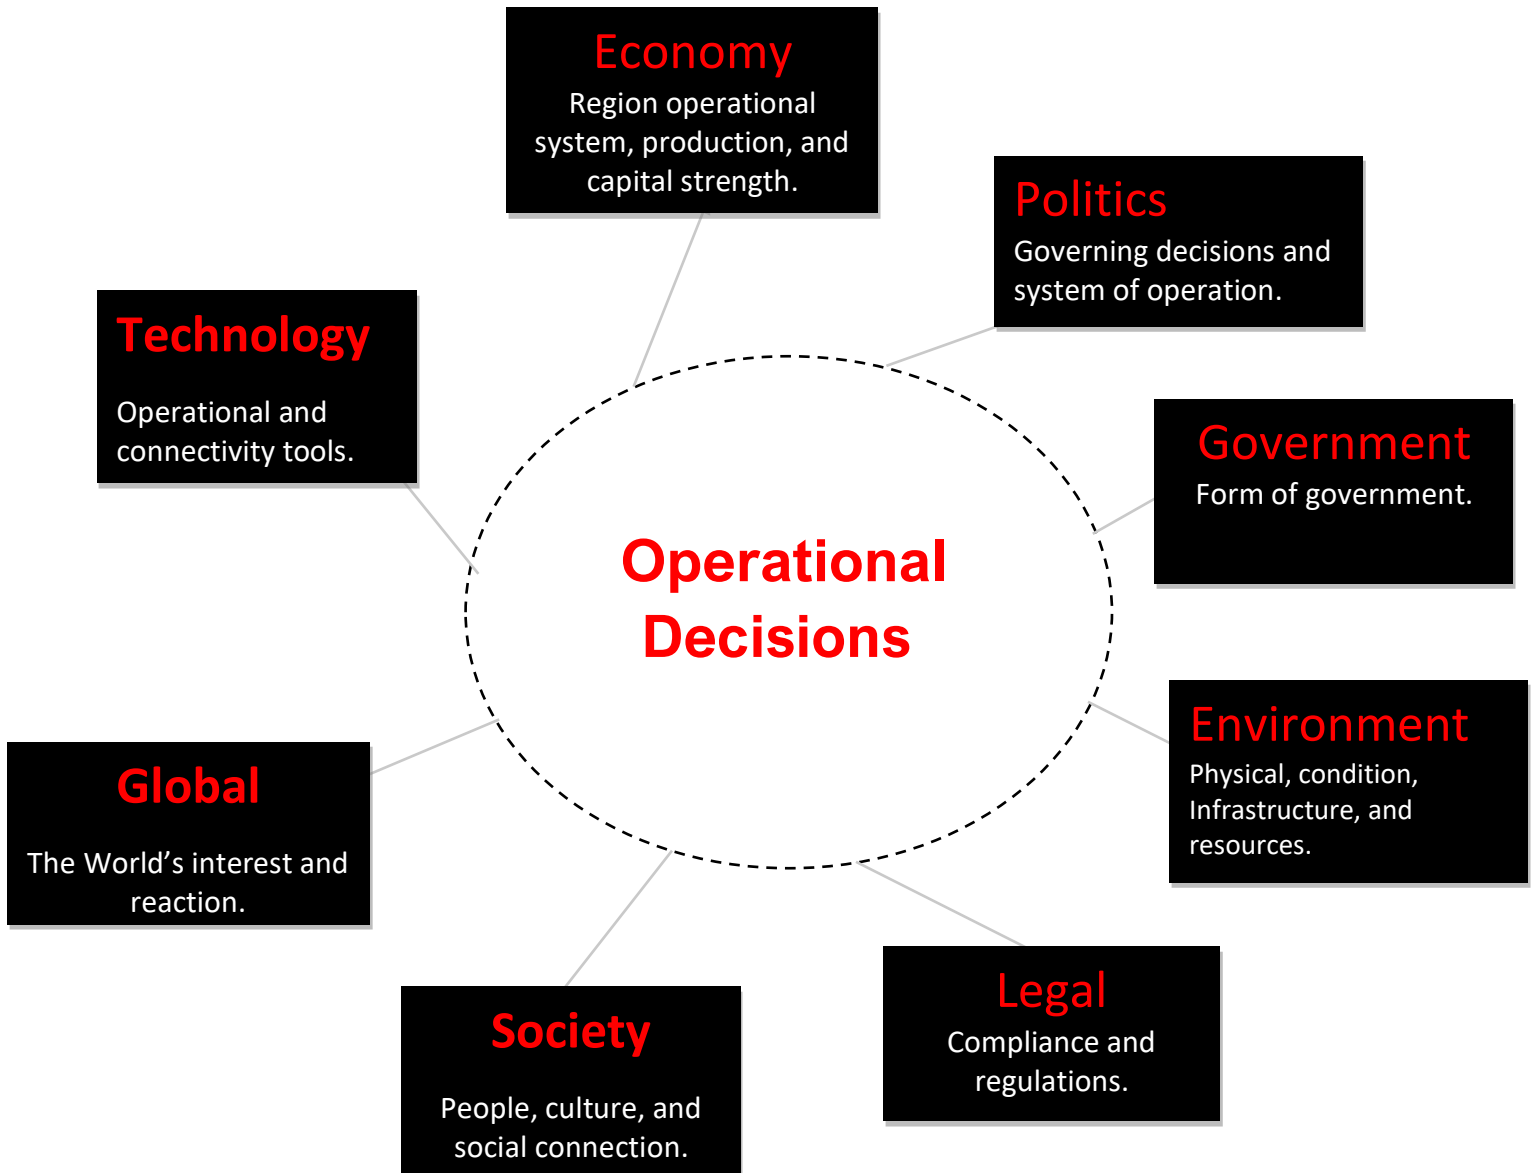 Economy
Region operational
system, production, and
capital strength.
Politics
Governing decisions and
system of operation.
Technology
Operational and
connectivity tools.
Government
Form of government.
Operational
Decisions
Environment
Physical, condition,
Infrastructure, and
resources.
Global
The World’s interest and
reaction.
Legal
Compliance and
regulations.
Society
People, culture, and
social connection.